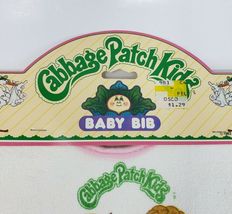 Cabbage Patch Kids
OSCO
$1.29
BABY BIB
Cabbage Patch Kids